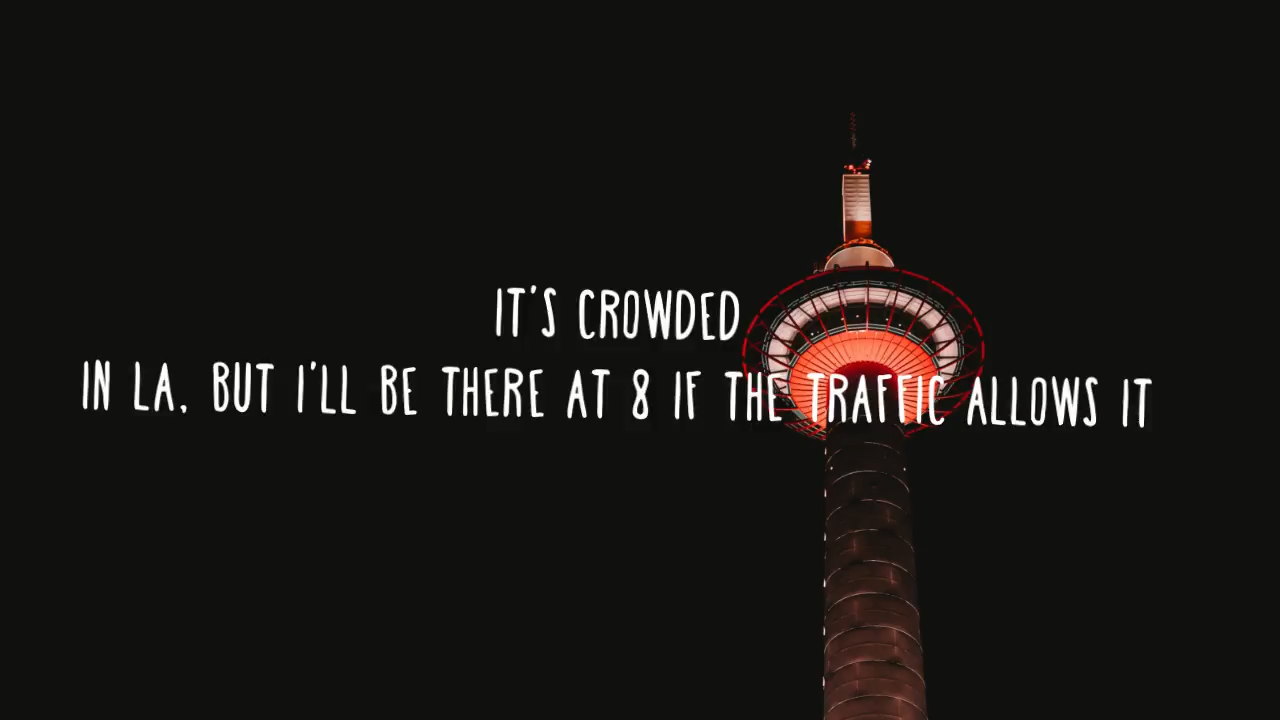 IT'S CROWDED
IN LA, BUT I'LL BE THERE AT 8 IF THE TRAFFIC ALLOWS IT